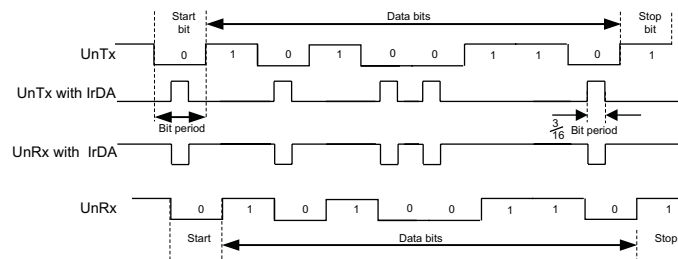 Start
bit
Data bits
Stop
bit
UnTx
0 1 0 1 0 0 1 1 0 1
UnTx with IrDA
Bit period
3
16
Bit period
UnRx with IrDA
UnRx
0 1 0 1 0 0 1 1 0 1
Start
Data bits
Stop